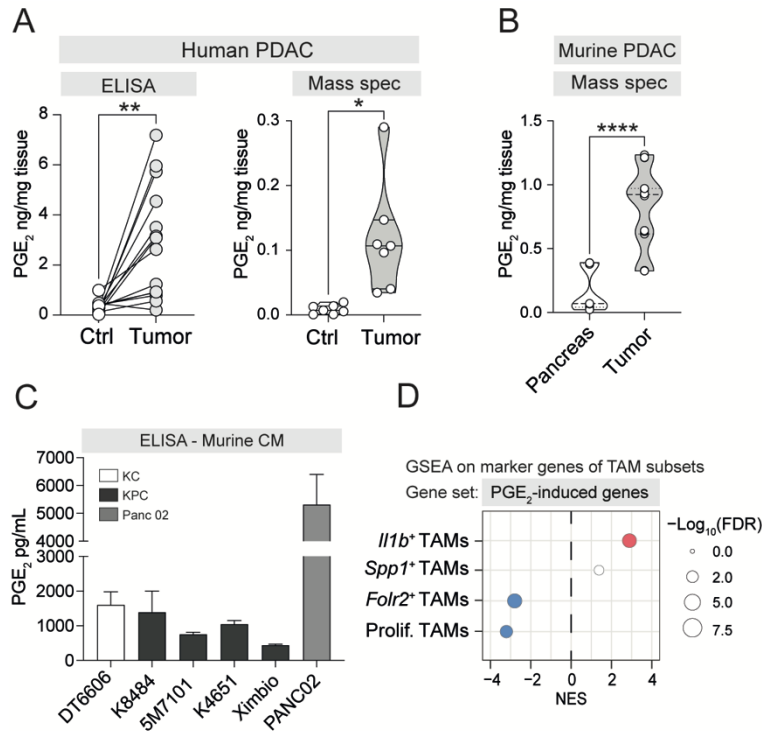 A
Human PDAC
ELISA
Mass spec
**
*
PGE2 ng/mg tissue
8
6
4
2
0
Ctrl
Tumor
PGE2 ng/mg tissue
0.3
0.2
0.1
0.0
Ctrl
Tumor
B
Murine PDAC
Mass spec
****
PGE2 ng/mg tissue
1.5
1.0
0.5
0.0
Pancreas
Tumor
C
ELISA - Murine CM
KC
KPC
Panc 02
PGE2 pg/mL
7000
6000
5000
4000
3000
2000
1000
0
DT6606
K8484
5M7101
K4651
Ximbio
PANC02
D
GSEA on marker genes of TAM subsets
Gene set: PGE2-induced genes
Il1b+ TAMs
Spp1+ TAMs
Folr2+ TAMs
Prolif. TAMs
−4 −2 0 2 4
NES
−Log10(FDR)
0.0
2.0
5.0
7.5